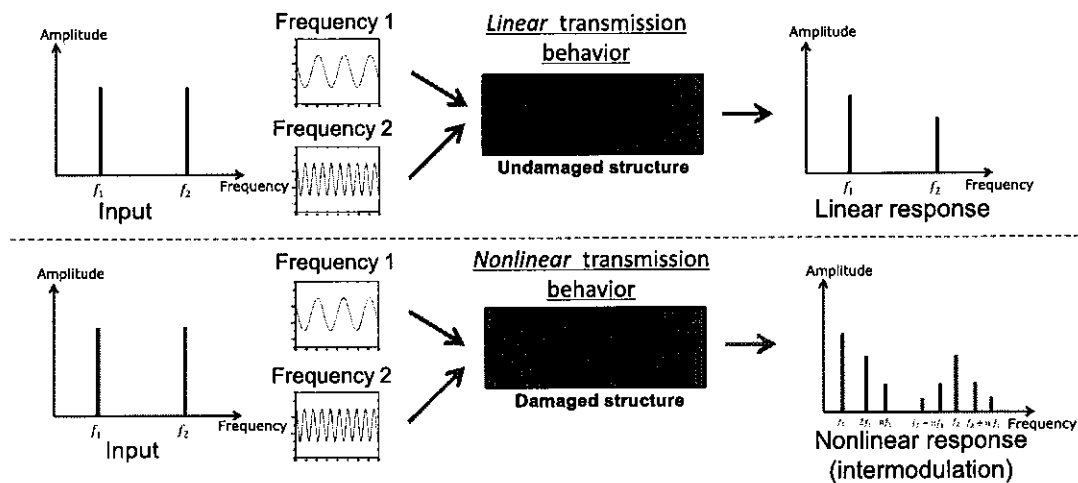 Frequency 1
Linear transmission
behavior
Amplitude
Amplitude
Frequency 2
Undamaged structure
f₁
f₂
Frequency
f₁
f₂
Frequency
Input
Linear response
Frequency 1
Nonlinear transmission
behavior
Amplitude
Amplitude
Frequency 2
Damaged structure
f₁
f₂
Frequency
2f₁
f₂
Frequency
Input
Nonlinear response
(intermodulation)